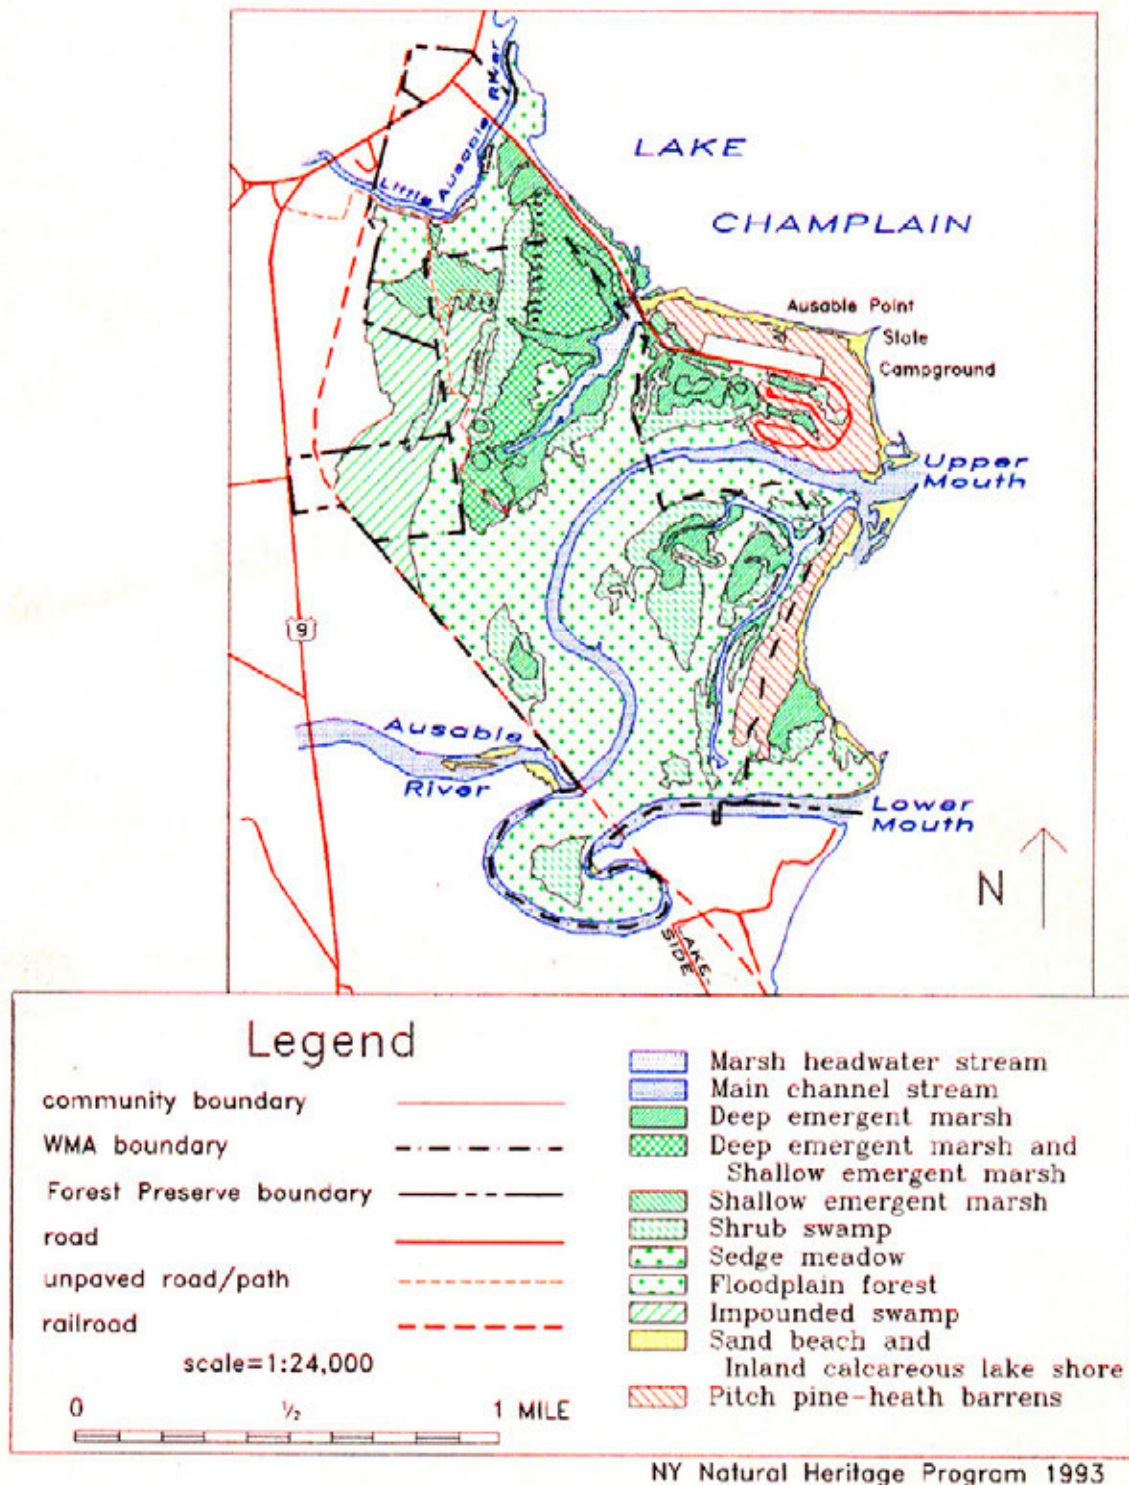 LAKE
CHAMPLAIN
Little Ausable River
Ausable Point
State
Campground
Upper
Mouth
9
Ausable
River
Lower
Mouth
N
LAKE-
SIDE
Legend
community boundary
WMA boundary
Forest Preserve boundary
road
unpaved road/path
railroad
scale=1:24,000
0 ½ 1 MILE
Marsh headwater stream
Main channel stream
Deep emergent marsh
Deep emergent marsh and
Shallow emergent marsh
Shallow emergent marsh
Shrub swamp
Sedge meadow
Floodplain forest
Impounded swamp
Sand beach and
Inland calcareous lake shore
Pitch pine-heath barrens
NY Natural Heritage Program 1993